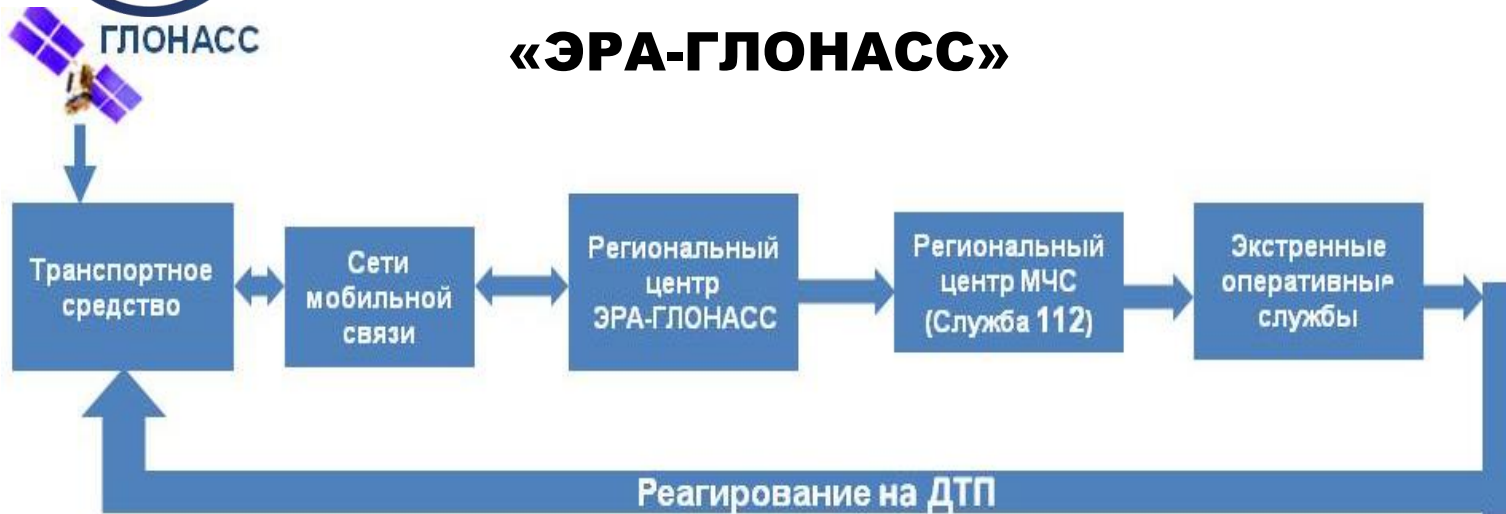 ГЛОНАСС
«ЭРА-ГЛОНАСС»
Транспортное
средство
Сети
мобильной
связи
Региональный
центр
ЭРА-ГЛОНАСС
Региональный
центр МЧС
(Служба 112)
Экстренные
оперативные
службы
Реагирование на ДТП